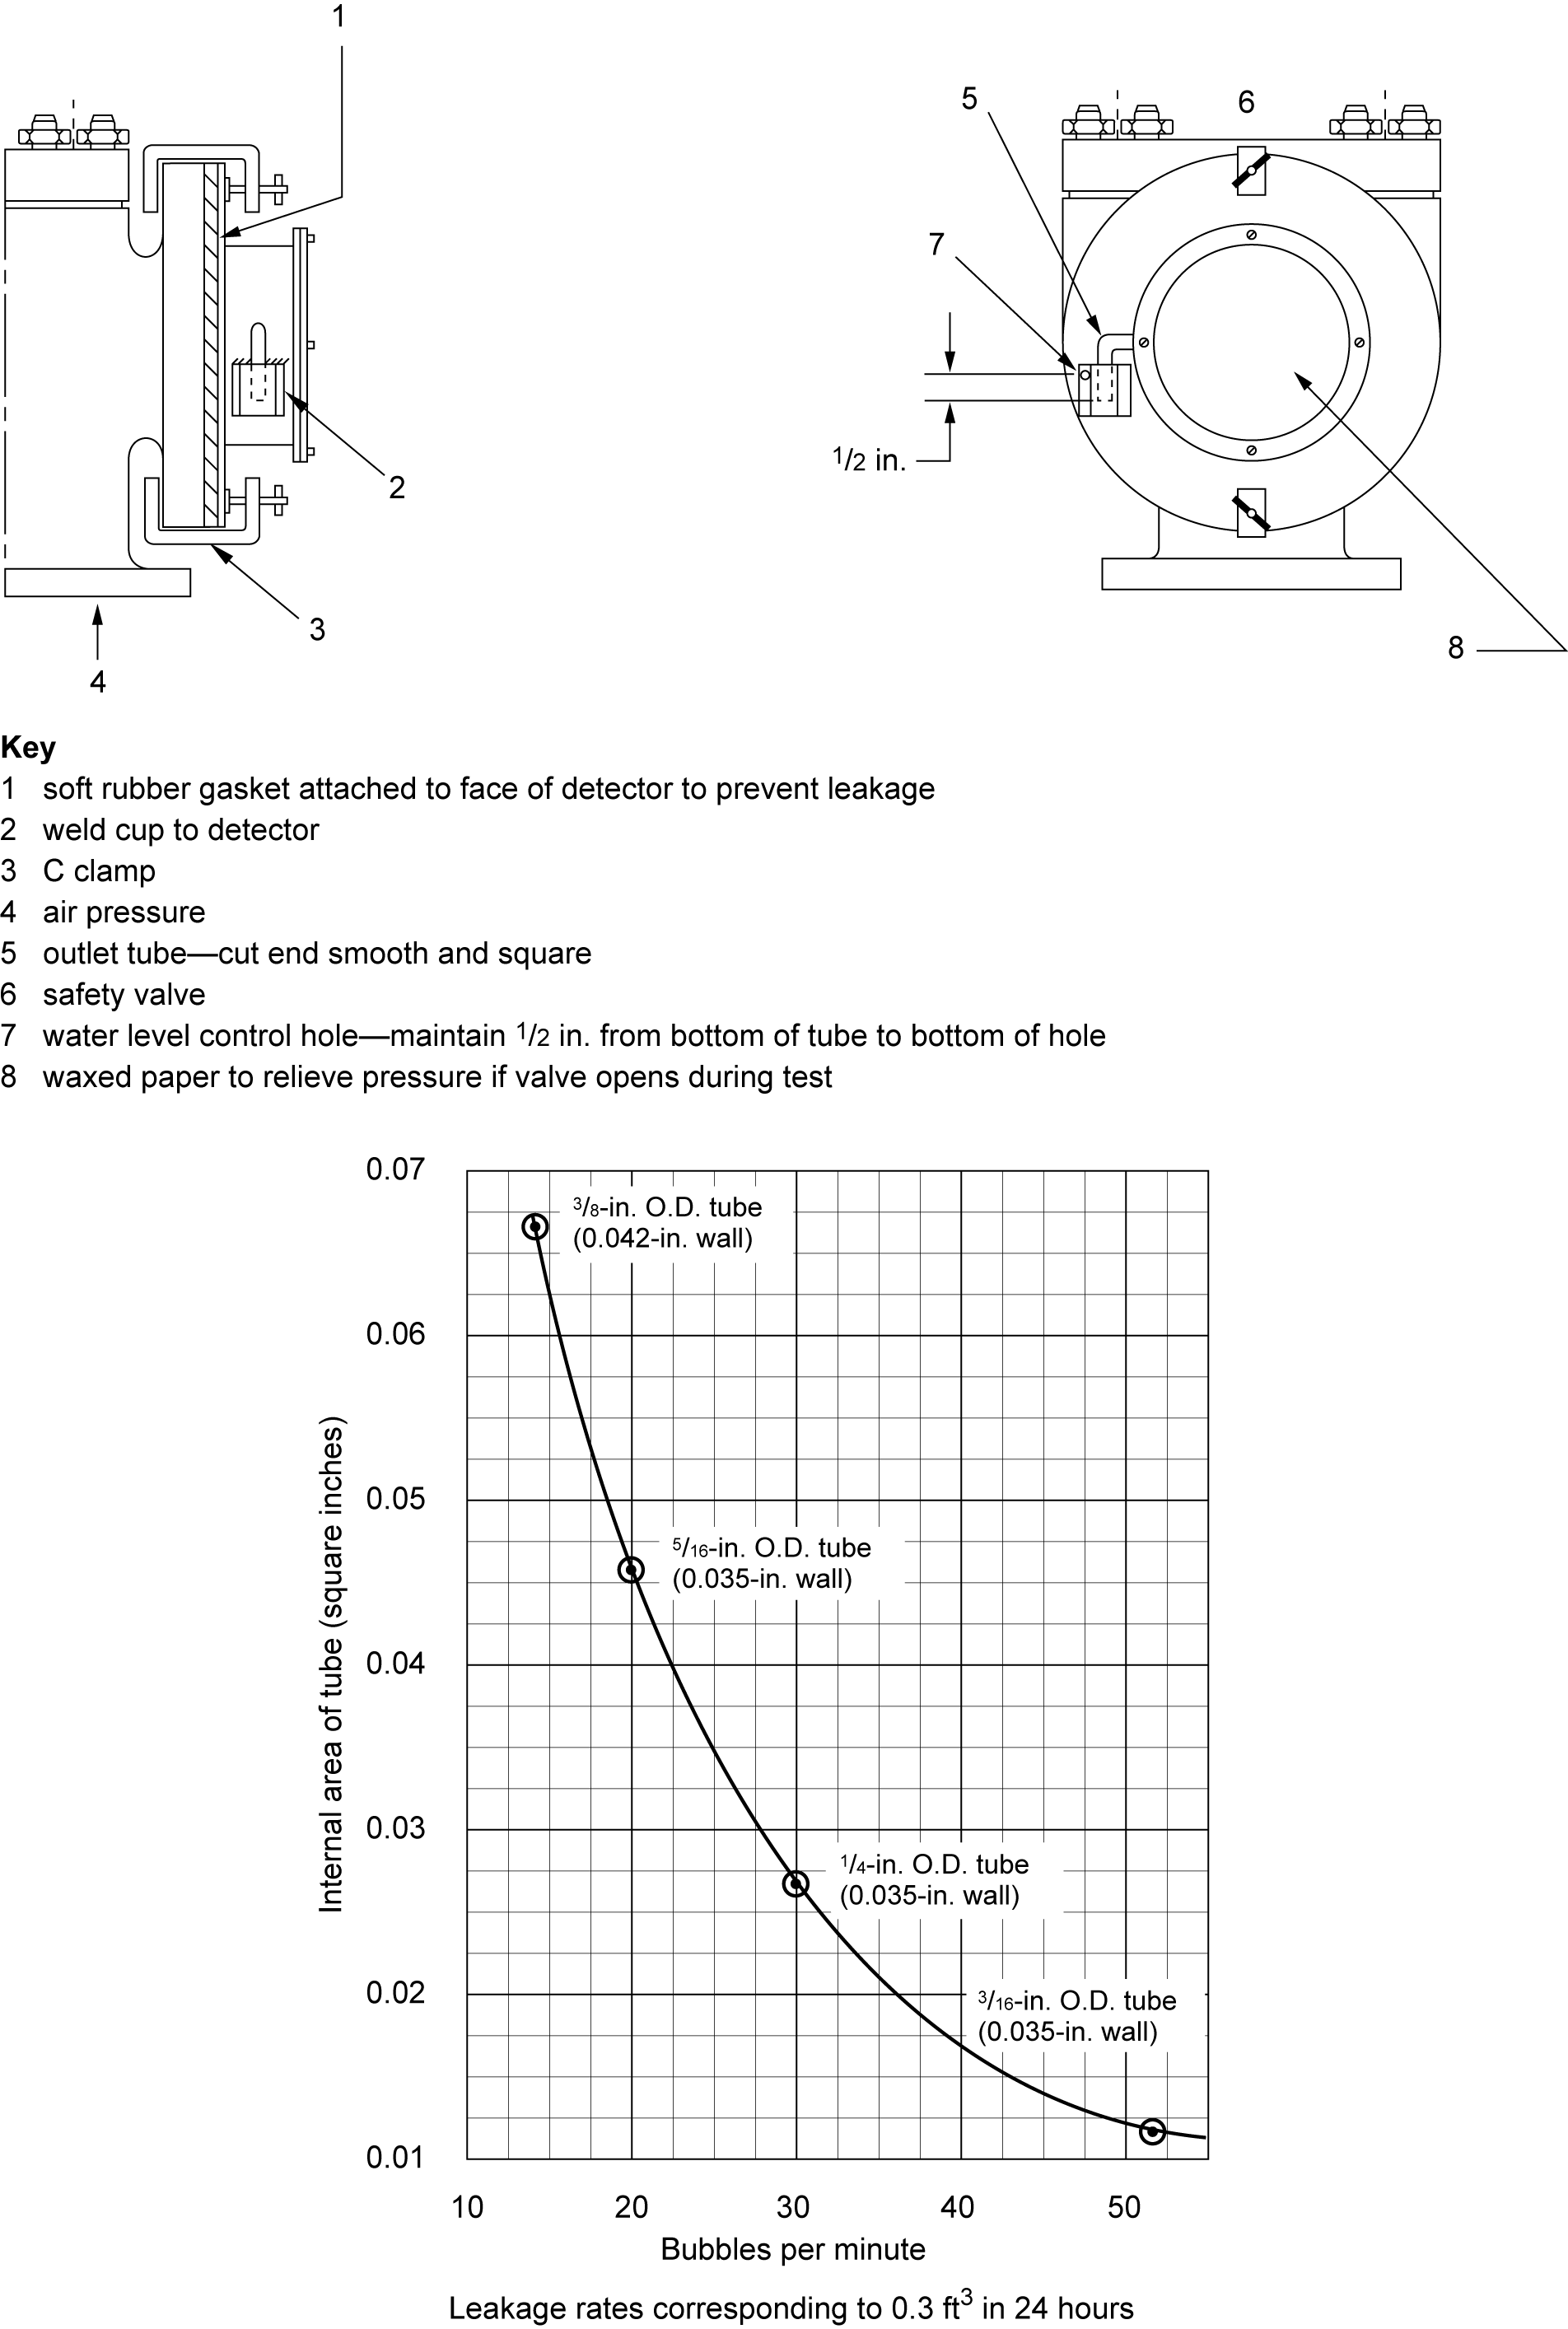 1
2
3
4
5
6
7
1/2 in.
8
Key
1 soft rubber gasket attached to face of detector to prevent leakage
2 weld cup to detector
3 C clamp
4 air pressure
5 outlet tube—cut end smooth and square
6 safety valve
7 water level control hole—maintain 1/2 in. from bottom of tube to bottom of hole
8 waxed paper to relieve pressure if valve opens during test
0.07
0.06
0.05
0.04
0.03
0.02
0.01
Internal area of tube (square inches)
3/8-in. O.D. tube
(0.042-in. wall)
5/16-in. O.D. tube
(0.035-in. wall)
1/4-in. O.D. tube
(0.035-in. wall)
3/16-in. O.D. tube
(0.035-in. wall)
10 20 30 40 50
Bubbles per minute
Leakage rates corresponding to 0.3 ft³ in 24 hours